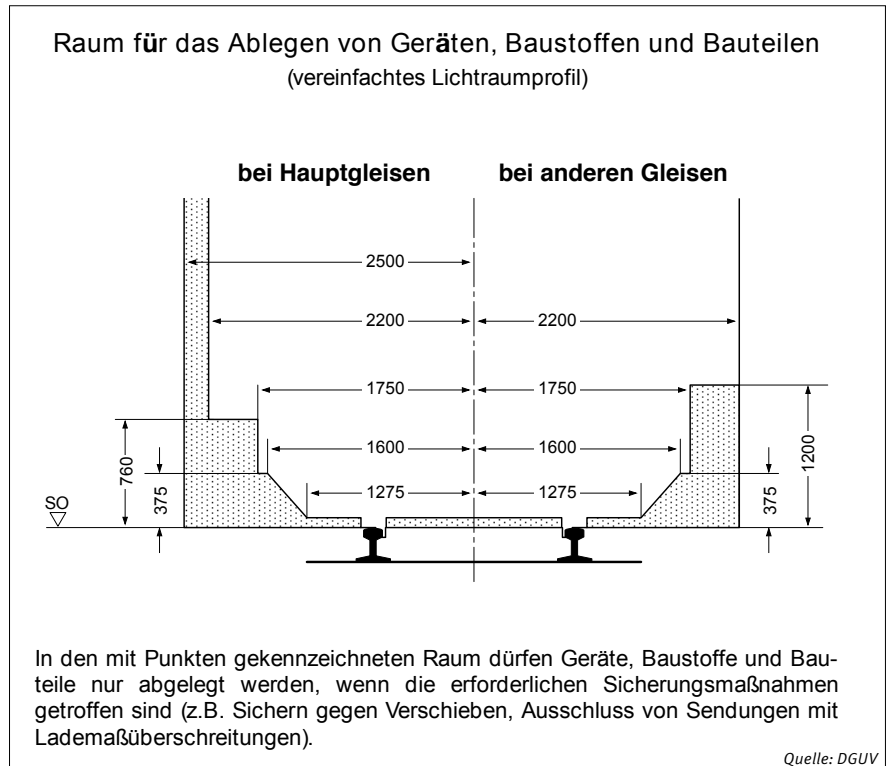 Raum für das Ablegen von Geräten, Baustoffen und Bauteilen
(vereinfachtes Lichtraumprofil)
bei Hauptgleisen bei anderen Gleisen
2500
2200 2200
1750 1750
1600 1600
1275 1275
760
375
SO
375
1200
In den mit Punkten gekennzeichneten Raum dürfen Geräte, Baustoffe und Bau-
teile nur abgelegt werden, wenn die erforderlichen Sicherungsmaßnahmen
getroffen sind (z.B. Sichern gegen Verschieben, Ausschluss von Sendungen mit
Lademaßüberschreitungen).
Quelle: DGUV